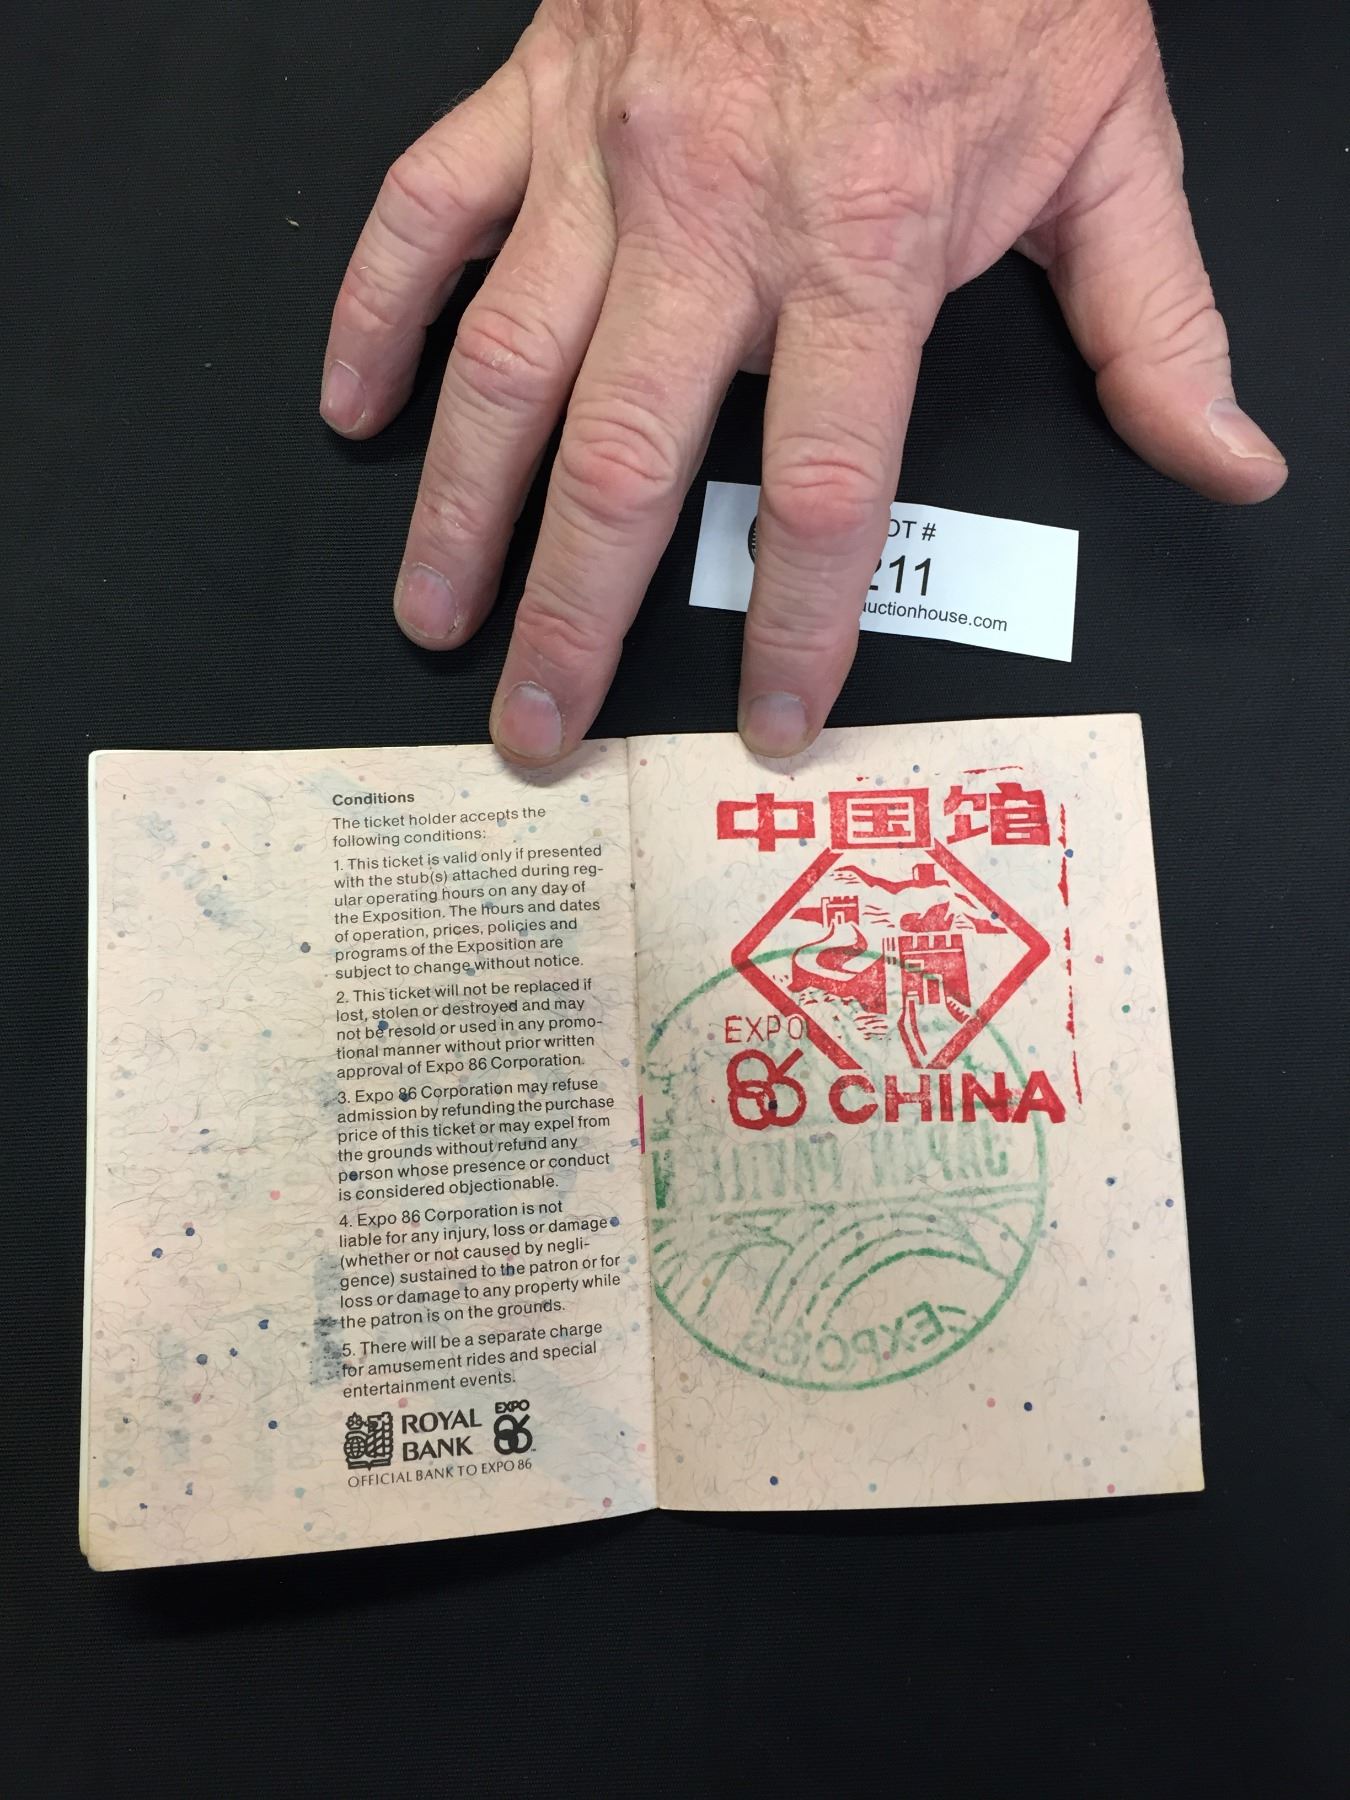 OT #
211
uctionhouse.com
Conditions
The ticket holder accepts the
following conditions:
1. This ticket is valid only if presented
with the stub(s) attached during reg-
ular operating hours on any day of
the Exposition. The hours and dates
of operation, prices, policies and
programs of the Exposition are
subject to change without notice.
2. This ticket will not be replaced if
lost, stolen or destroyed and may
not be resold or used in any promo-
tional manner without prior written
approval of Expo 86 Corporation.
3. Expo 86 Corporation may refuse
admission by refunding the purchase
price of this ticket or may expel from
the grounds without refund any
person whose presence or conduct
is considered objectionable.
4. Expo 86 Corporation is not
liable for any injury, loss or damage
(whether or not caused by negli-
gence) sustained to the patron or for
loss or damage to any property while
the patron is on the grounds.
5. There will be a separate charge
for amusement rides and special
entertainment events.
ROYAL
BANK
EXPO
86
OFFICIAL BANK TO EXPO 86
中国馆
EXPO
86 CHINA
JAPAN PAVILION
EXPO '86